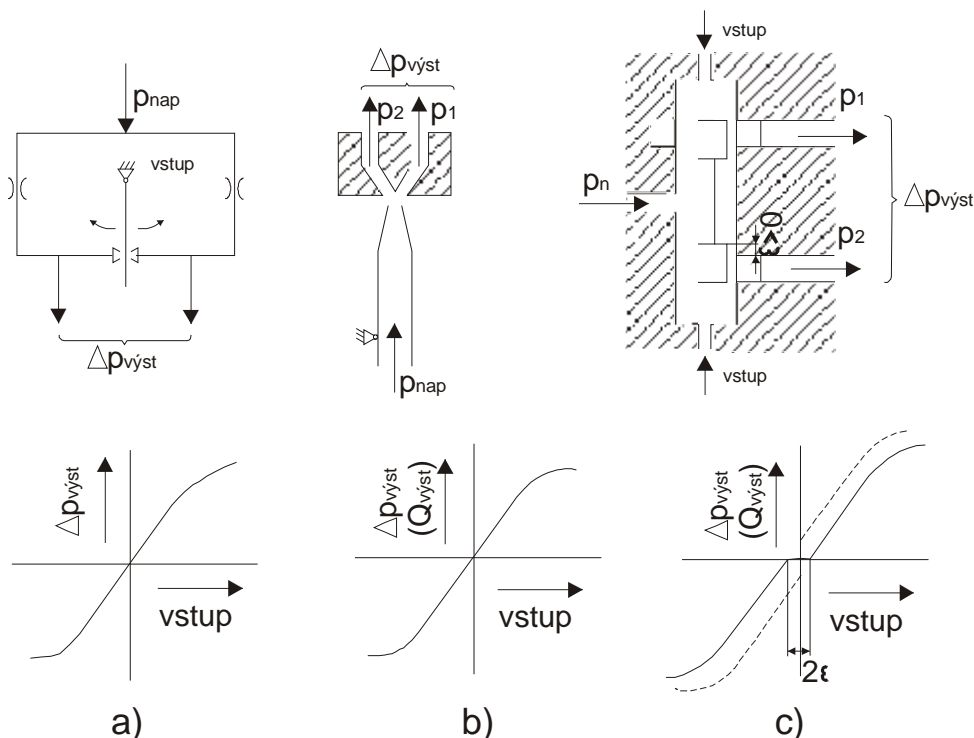 pnap
vstup
Δpvýst
Δpvýst
p2
p1
pnap
vstup
p1
pn
Δpvýst
ε>0
p2
vstup
Δpvýst
vstup
Δpvýst
(Qvýst)
vstup
Δpvýst
(Qvýst)
vstup
2ε
a)
b)
c)